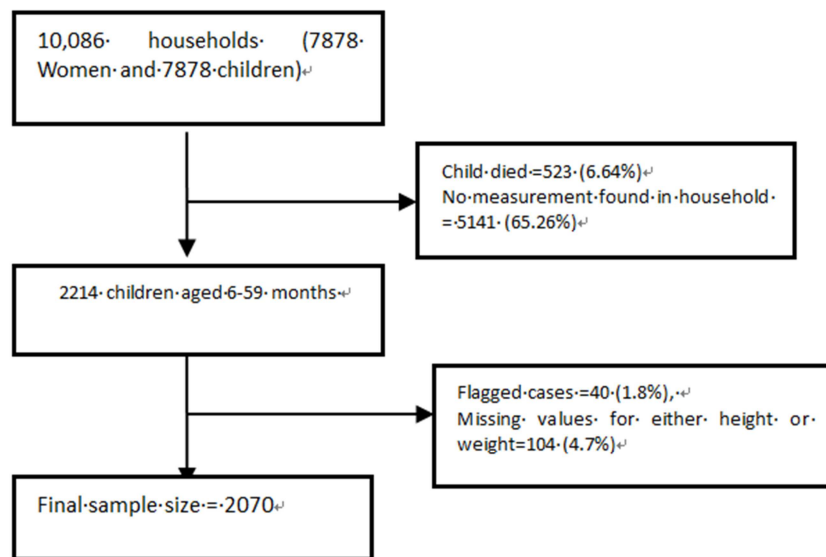 10,086 households (7878
Women and 7878 children)
Child died =523 (6.64%)
No measurement found in household
= 5141 (65.26%)
2214 children aged 6-59 months
Flagged cases =40 (1.8%),
Missing values for either height or
weight=104 (4.7%)
Final sample size = 2070